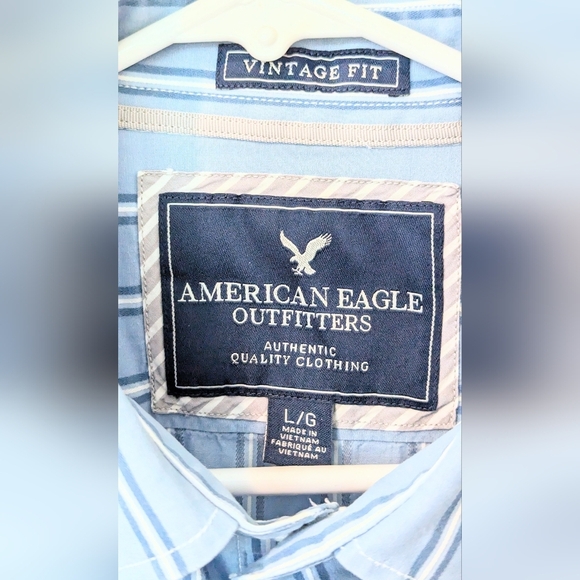 VINTAGE FIT
AMERICAN EAGLE
OUTFITTERS
AUTHENTIC
QUALITY CLOTHING
L/G
MADE IN
VIETNAM
FABRIQUÉ AU
VIETNAM